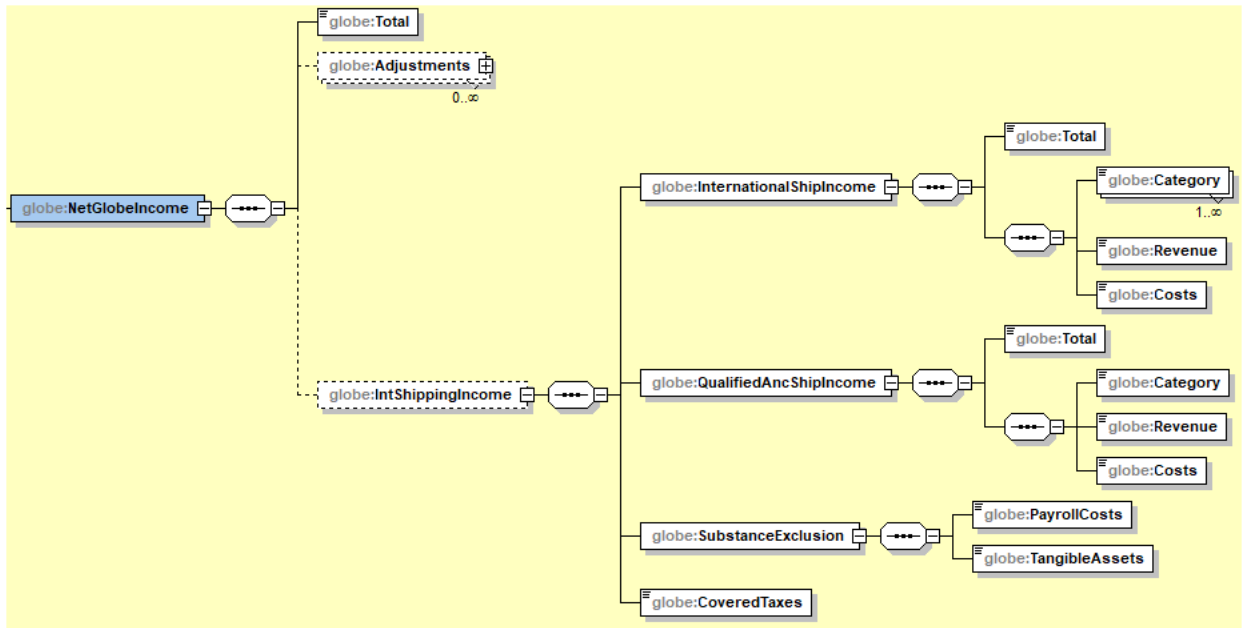 globe:Total
globe:Adjustments
0..∞
globe:NetGlobeIncome
globe:IntShippingIncome
globe:InternationalShipIncome
globe:Total
globe:Category
1..∞
globe:Revenue
globe:Costs
globe:QualifiedAncShipIncome
globe:Total
globe:Category
globe:Revenue
globe:Costs
globe:SubstanceExclusion
globe:PayrollCosts
globe:TangibleAssets
globe:CoveredTaxes